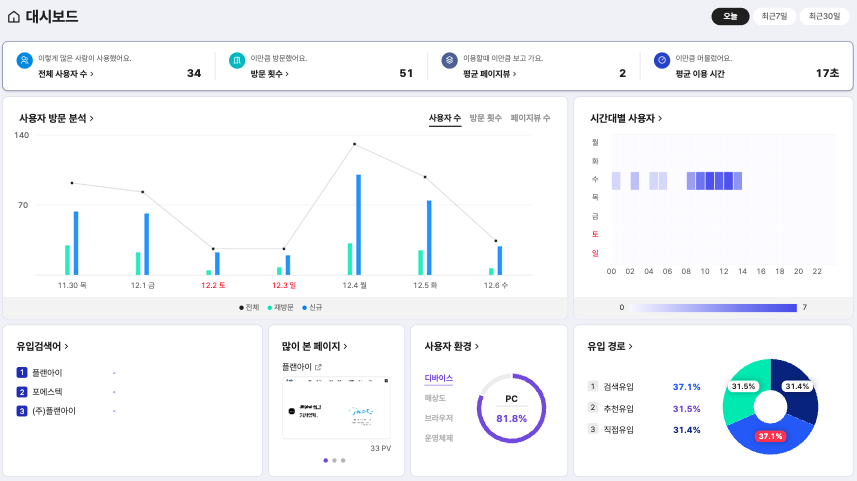 대시보드
오늘 최근7일 최근30일
이렇게 많은 사람이 사용했어요.
전체 사용자 수 > 34
이만큼 방문했어요.
방문 횟수 > 51
이용할때 이만큼 보고 가요.
평균 페이지뷰 > 2
이만큼 머물렀어요.
평균 이용 시간 17초
사용자 방문 분석 >
사용자 수 방문 횟수 페이지뷰 수
140
70
11.30 목 12.1 금 12.2 토 12.3 일 12.4 월 12.5 화 12.6 수
전체 재방문 신규
시간대별 사용자 >
월
화
수
목
금
토
일
00 02 04 06 08 10 12 14 16 18 20 22
0 7
유입검색어 >
1 플랜아이 -
2 포에스텍 -
3 (주)플랜아이 -
많이 본 페이지 >
플랜아이
33 PV
사용자 환경 >
디바이스
해상도
브라우저
운영체제
PC
81.8%
유입 경로 >
1 검색유입 37.1%
2 추천유입 31.5%
3 직접유입 31.4%
31.5% 31.4%
37.1%